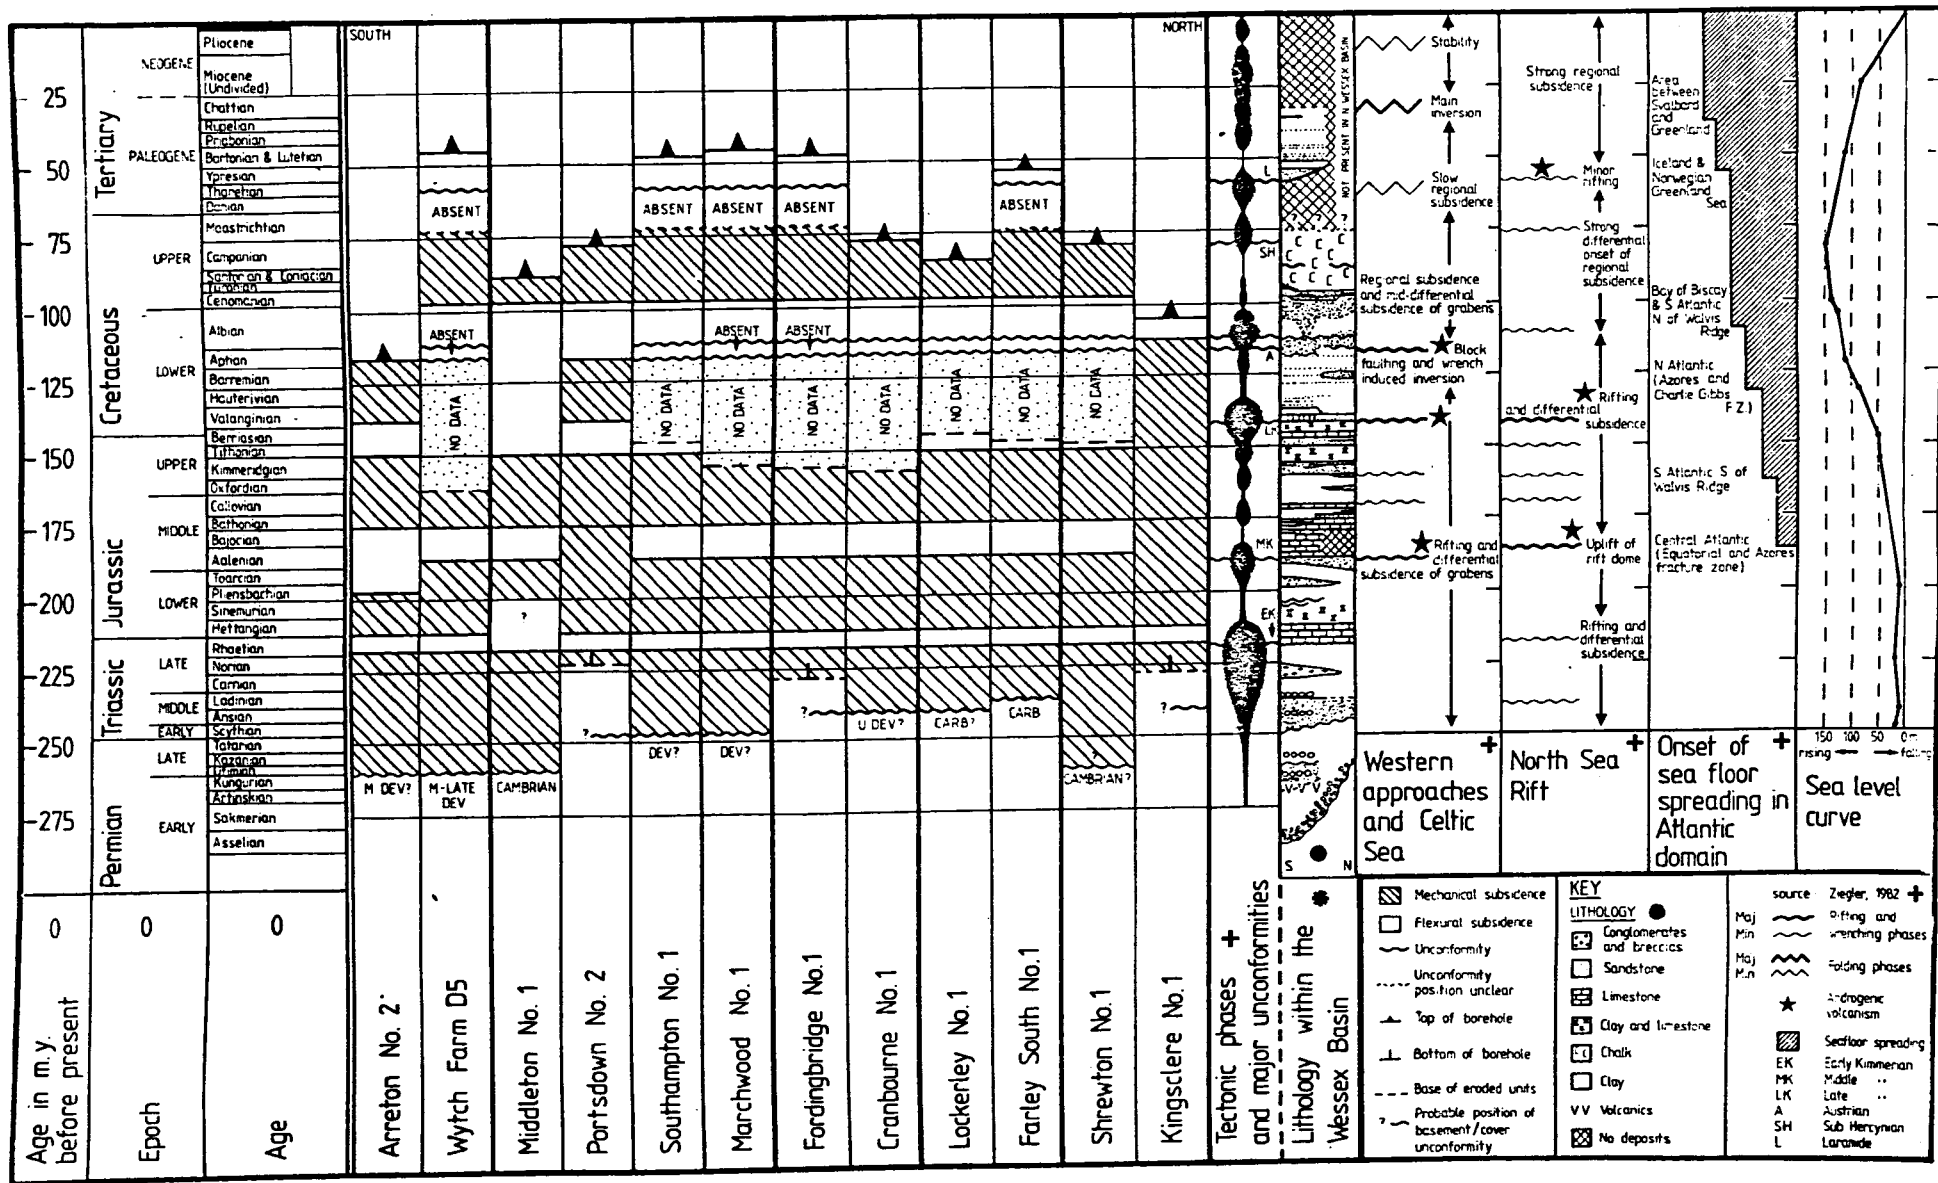 SOUTH
NORTH
Tertiary
Cretaceous
Jurassic
Triassic
Permian
NEOGENE
PALEOGENE
UPPER
LOWER
UPPER
MIDDLE
LOWER
LATE
MIDDLE
EARLY
LATE
EARLY
25
50
75
100
125
150
175
200
225
250
275
Pliocene
Miocene
(Undivided)
Chattian
Rupelian
Priabonian
Bartonian & Lutetian
Ypresian
Thanetian
Danian
Maastrichtian
Campanian
Santonian & Coniacian
Turonian
Cenomanian
Albian
Aptian
Barremian
Hauterivian
Valanginian
Berriasian
Tithonian
Kimmeridgian
Oxfordian
Callovian
Bathonian
Bajocian
Aalenian
Toarcian
Pliensbachian
Sinemurian
Hettangian
Rhaetian
Norian
Carnian
Ladinian
Anisian
Scythian
Tatarian
Kazanian
Ufimian
Kungurian
Artinskian
Sakmerian
Asselian
0
0
0
Age in m.y.
before present
Epoch
Age
Arreton No. 2
Wytch Farm D5
Middleton No. 1
Portsdown No. 2
Southampton No. 1
Marchwood No. 1
Fordingbridge No.1
Cranbourne No. 1
Lockerley No. 1
Farley South No.1
Shrewton No. 1
Kingsclere No. 1
ABSENT
ABSENT
ABSENT
ABSENT
ABSENT
ABSENT
ABSENT
ABSENT
NO DATA
NO DATA
NO DATA
NO DATA
NO DATA
NO DATA
NO DATA
NO DATA
?
M DEV?
M-LATE
DEV
CAMBRIAN
?
DEV?
DEV?
?
U DEV?
CARB?
CARB
?
CAMBRIAN?
?
Tectonic phases +
and major unconformities
L
SH
A
LK
MK
EK
Lithology within the
Wessex Basin
NOT PRESENT IN N WESSEX BASIN
? ? ? ?
S N
Stability
Main
inversion
Slow
regional
subsidence
Regional subsidence
and mid-differential
subsidence of grabens
Block
faulting and wrench
induced inversion
Rifting and
differential
subsidence of grabens
Western +
approaches
and Celtic
Sea
Strong regional
subsidence
Minor
rifting
Strong
differential
onset of
regional
subsidence
Rifting
and differential
subsidence
Uplift of
rift dome
Rifting and
differential
subsidence
North Sea +
Rift
Area
between
Svalbard
and
Greenland
Iceland &
Norwegian
Greenland
Sea
Bay of Biscay
& S Atlantic
N of Walvis
Ridge
N Atlantic
(Azores and
Charlie Gibbs
F.Z.)
S Atlantic S of
Walvis Ridge
Central Atlantic
(Equatorial and Azores
fracture zone)
Onset of +
sea floor
spreading in
Atlantic
domain
150 100 50 0m
rising falling
Sea level
curve
Mechanical subsidence
Flexural subsidence
Unconformity
Unconformity
position unclear
Top of borehole
Bottom of borehole
Base of eroded units
? Probable position of
basement/cover
unconformity
KEY
LITHOLOGY
Conglomerates
and breccias
Sandstone
Limestone
Clay and limestone
Chalk
Clay
VV Volcanics
No deposits
source Ziegler, 1982 +
Maj Rifting and
Min wrenching phases
Maj
Min Folding phases
volcanism
Seafloor spreading
EK Early Kimmerian
MK Middle ..
LK Late ..
A Austrian
SH Sub Hercynian
L Laramide